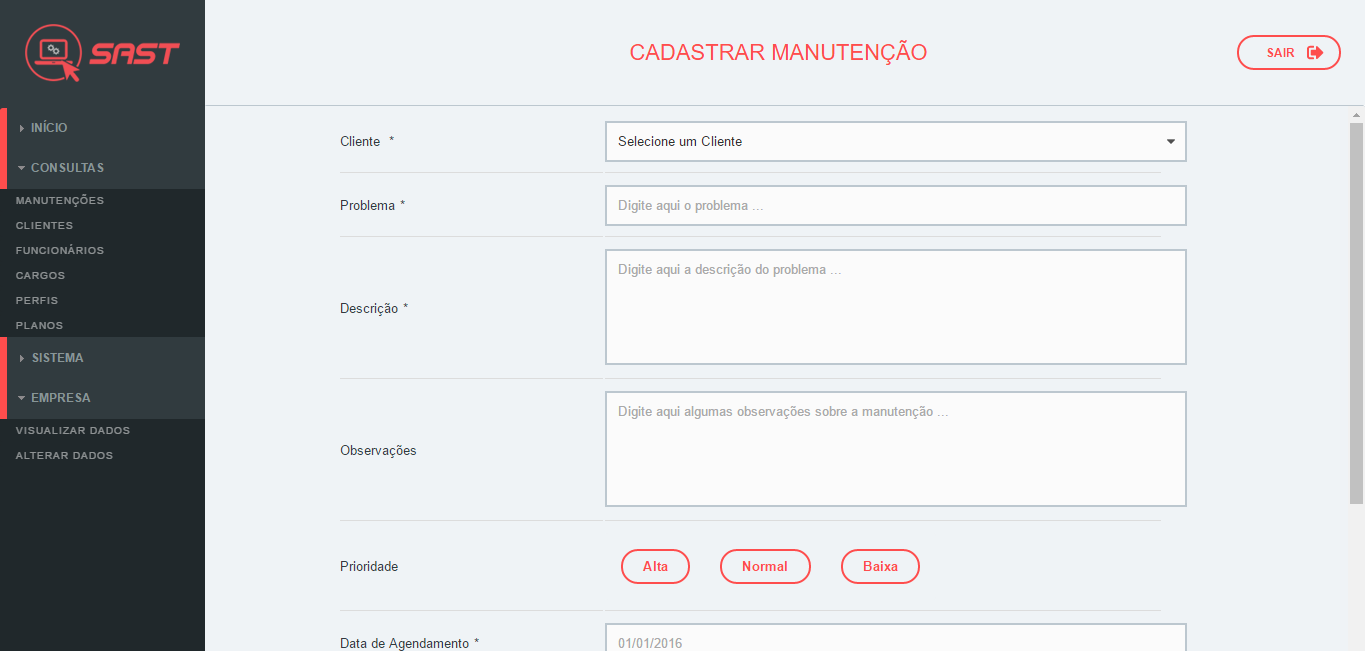 SAST
CADASTRAR MANUTENÇÃO
SAIR
INÍCIO
CONSULTAS
MANUTENÇÕES
CLIENTES
FUNCIONÁRIOS
CARGOS
PERFIS
PLANOS
SISTEMA
EMPRESA
VISUALIZAR DADOS
ALTERAR DADOS
Cliente *
Selecione um Cliente
Problema *
Digite aqui o problema ...
Descrição *
Digite aqui a descrição do problema ...
Observações
Digite aqui algumas observações sobre a manutenção ...
Prioridade
Alta Normal Baixa
Data de Agendamento *
01/01/2016